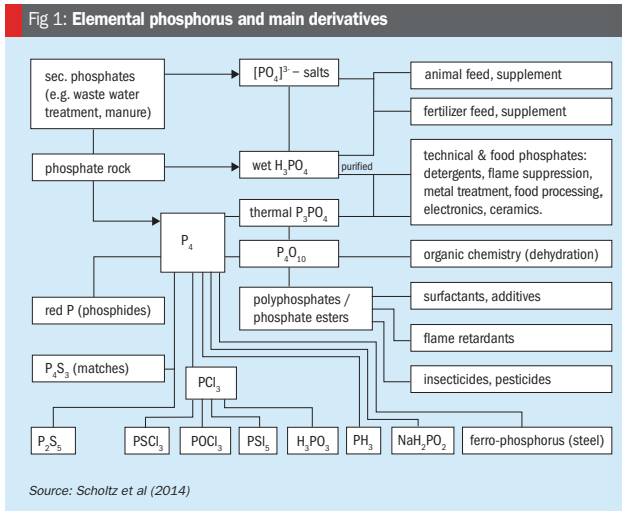 Fig 1: Elemental phosphorus and main derivatives
sec. phosphates
(e.g. waste water
treatment, manure)
[PO₄]³⁻ – salts
animal feed, supplement
fertilizer feed, supplement
phosphate rock
wet H₃PO₄
purified
technical & food phosphates:
detergents, flame suppression,
metal treatment, food processing,
electronics, ceramics.
P₄
thermal P₃PO₄
P₄O₁₀
organic chemistry (dehydration)
red P (phosphides)
polyphosphates /
phosphate esters
surfactants, additives
flame retardants
insecticides, pesticides
P₄S₃ (matches)
PCl₃
P₂S₅
PSCl₃
POCl₃
PSI₅
H₃PO₃
PH₃
NaH₂PO₂
ferro-phosphorus (steel)
Source: Scholtz et al (2014)